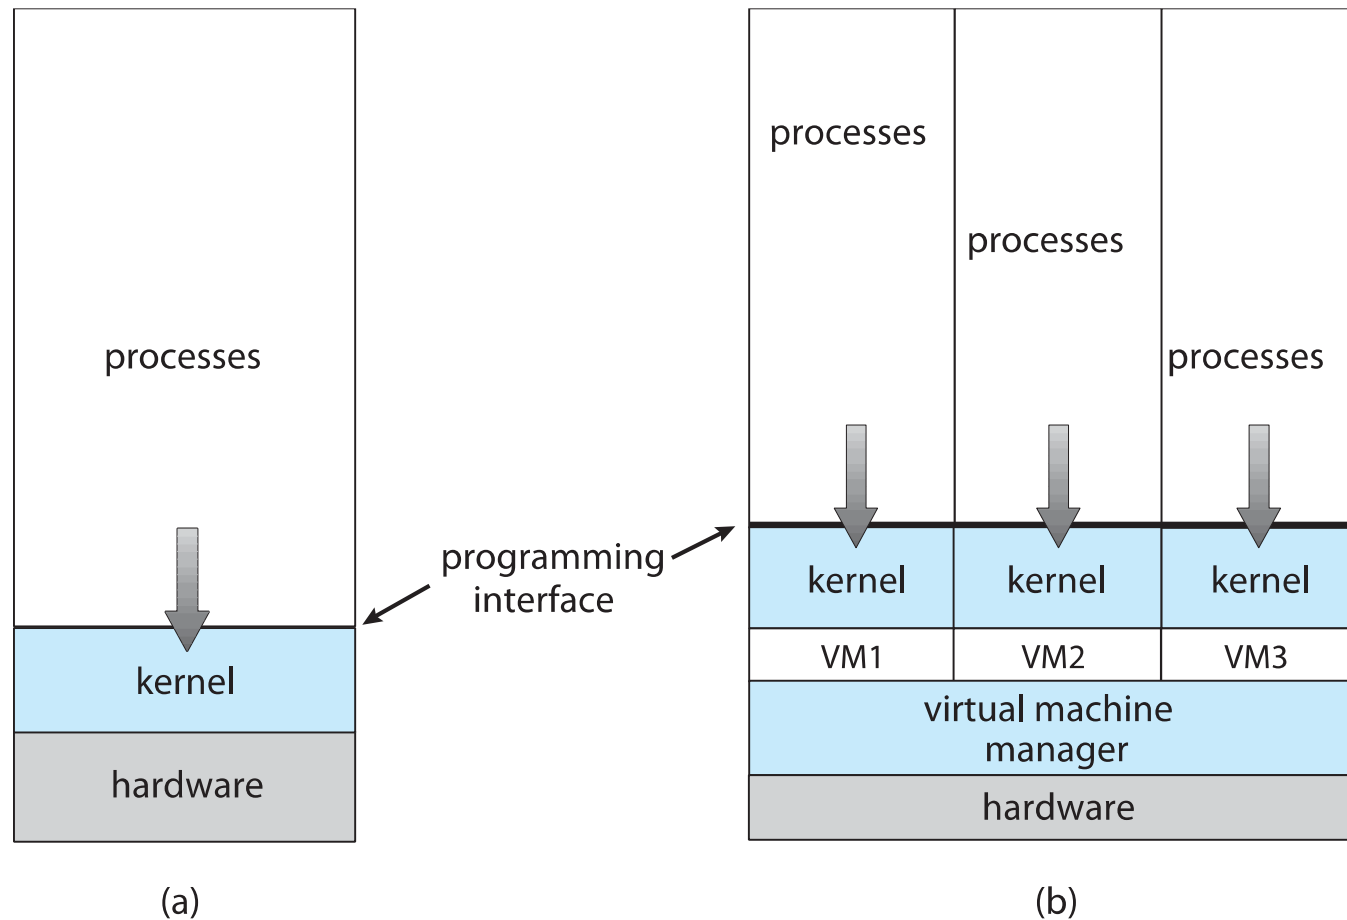 processes
kernel
hardware
(a)
programming
interface
processes
processes
processes
kernel
kernel
kernel
VM1
VM2
VM3
virtual machine
manager
hardware
(b)